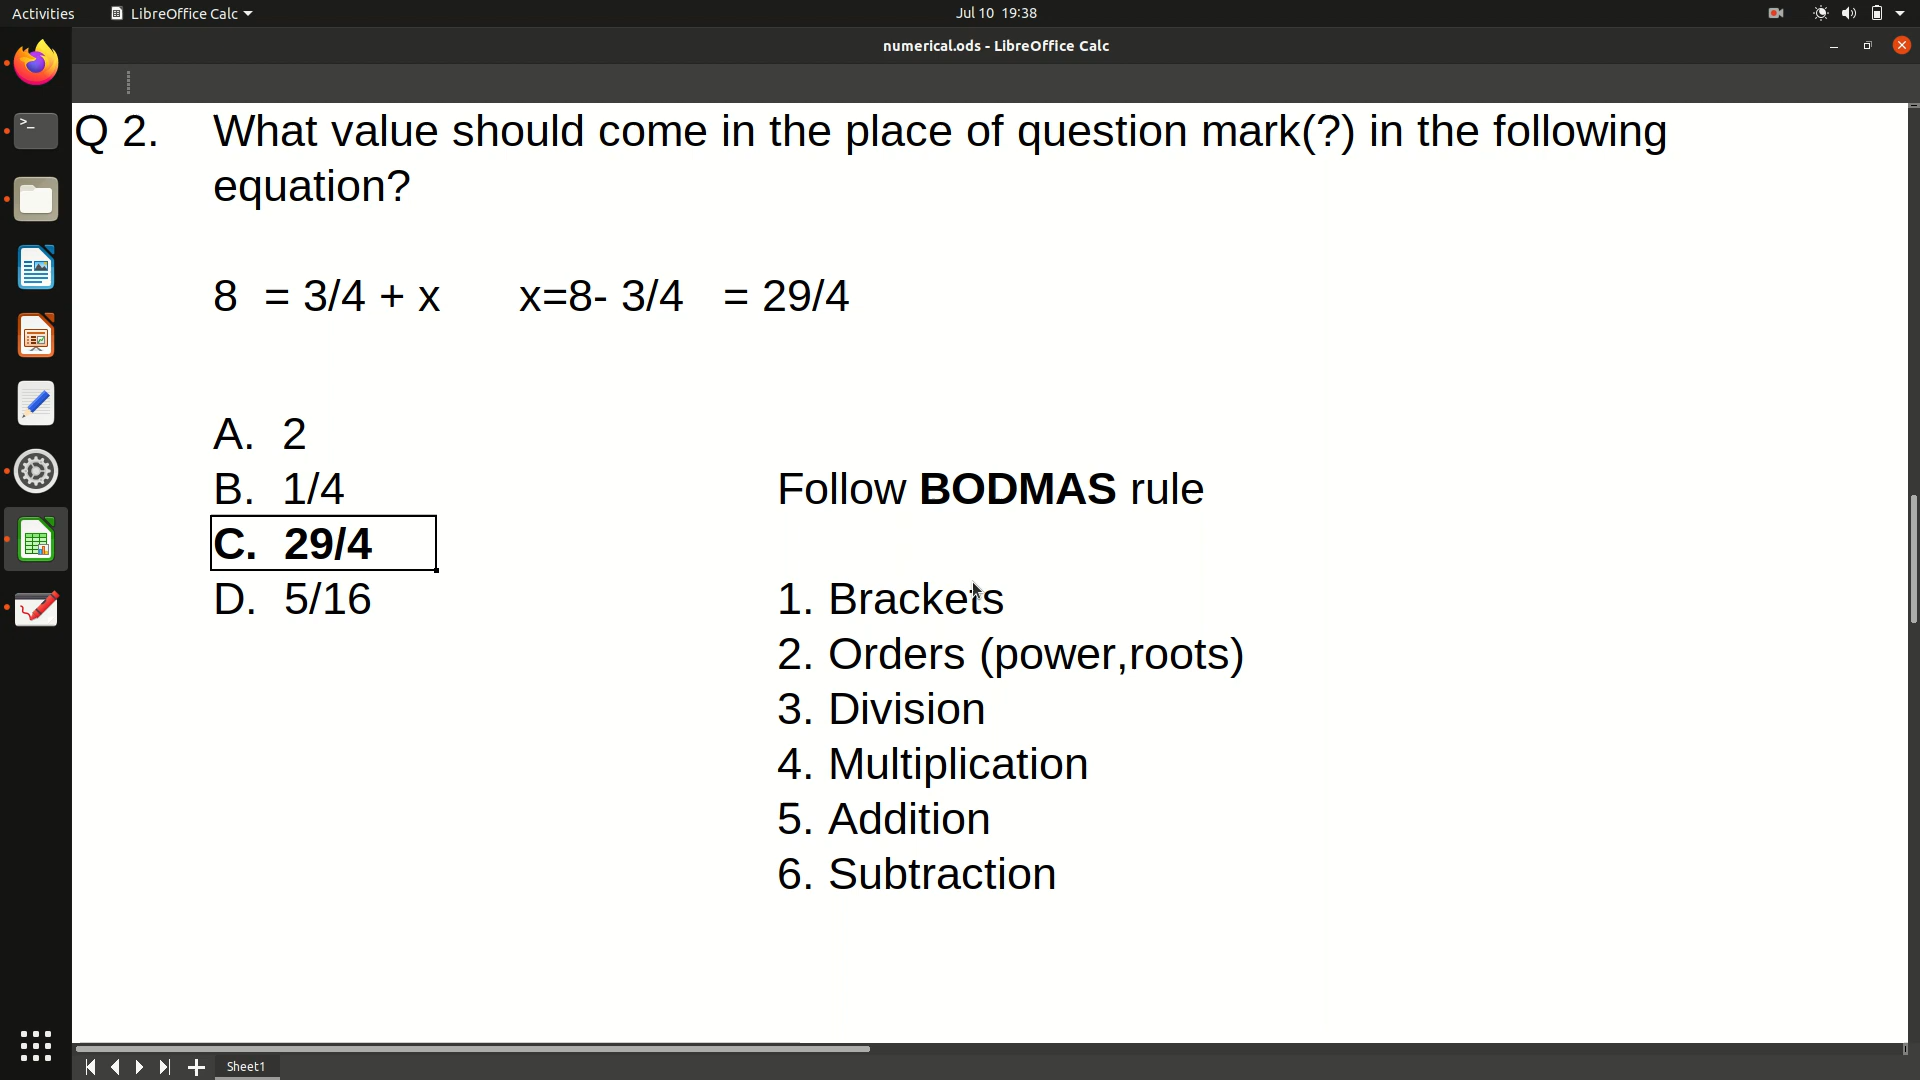 Activities LibreOffice Calc Jul 10 19:38
numerical.ods - LibreOffice Calc
Q 2. What value should come in the place of question mark(?) in the following
equation?
8 = 3/4 + x x=8- 3/4 = 29/4
A. 2
B. 1/4
C. 29/4
D. 5/16
Follow BODMAS rule
1. Brackets
2. Orders (power,roots)
3. Division
4. Multiplication
5. Addition
6. Subtraction
Sheet1